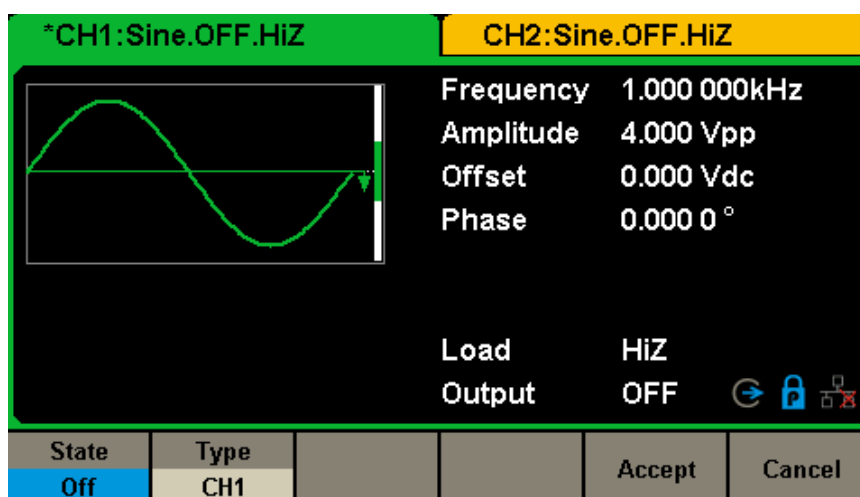 *CH1:Sine.OFF.HiZ CH2:Sine.OFF.HiZ
Frequency 1.000 000kHz
Amplitude 4.000 Vpp
Offset 0.000 Vdc
Phase 0.000 0 °
Load HiZ
Output OFF P
State Type
Off CH1 Accept Cancel